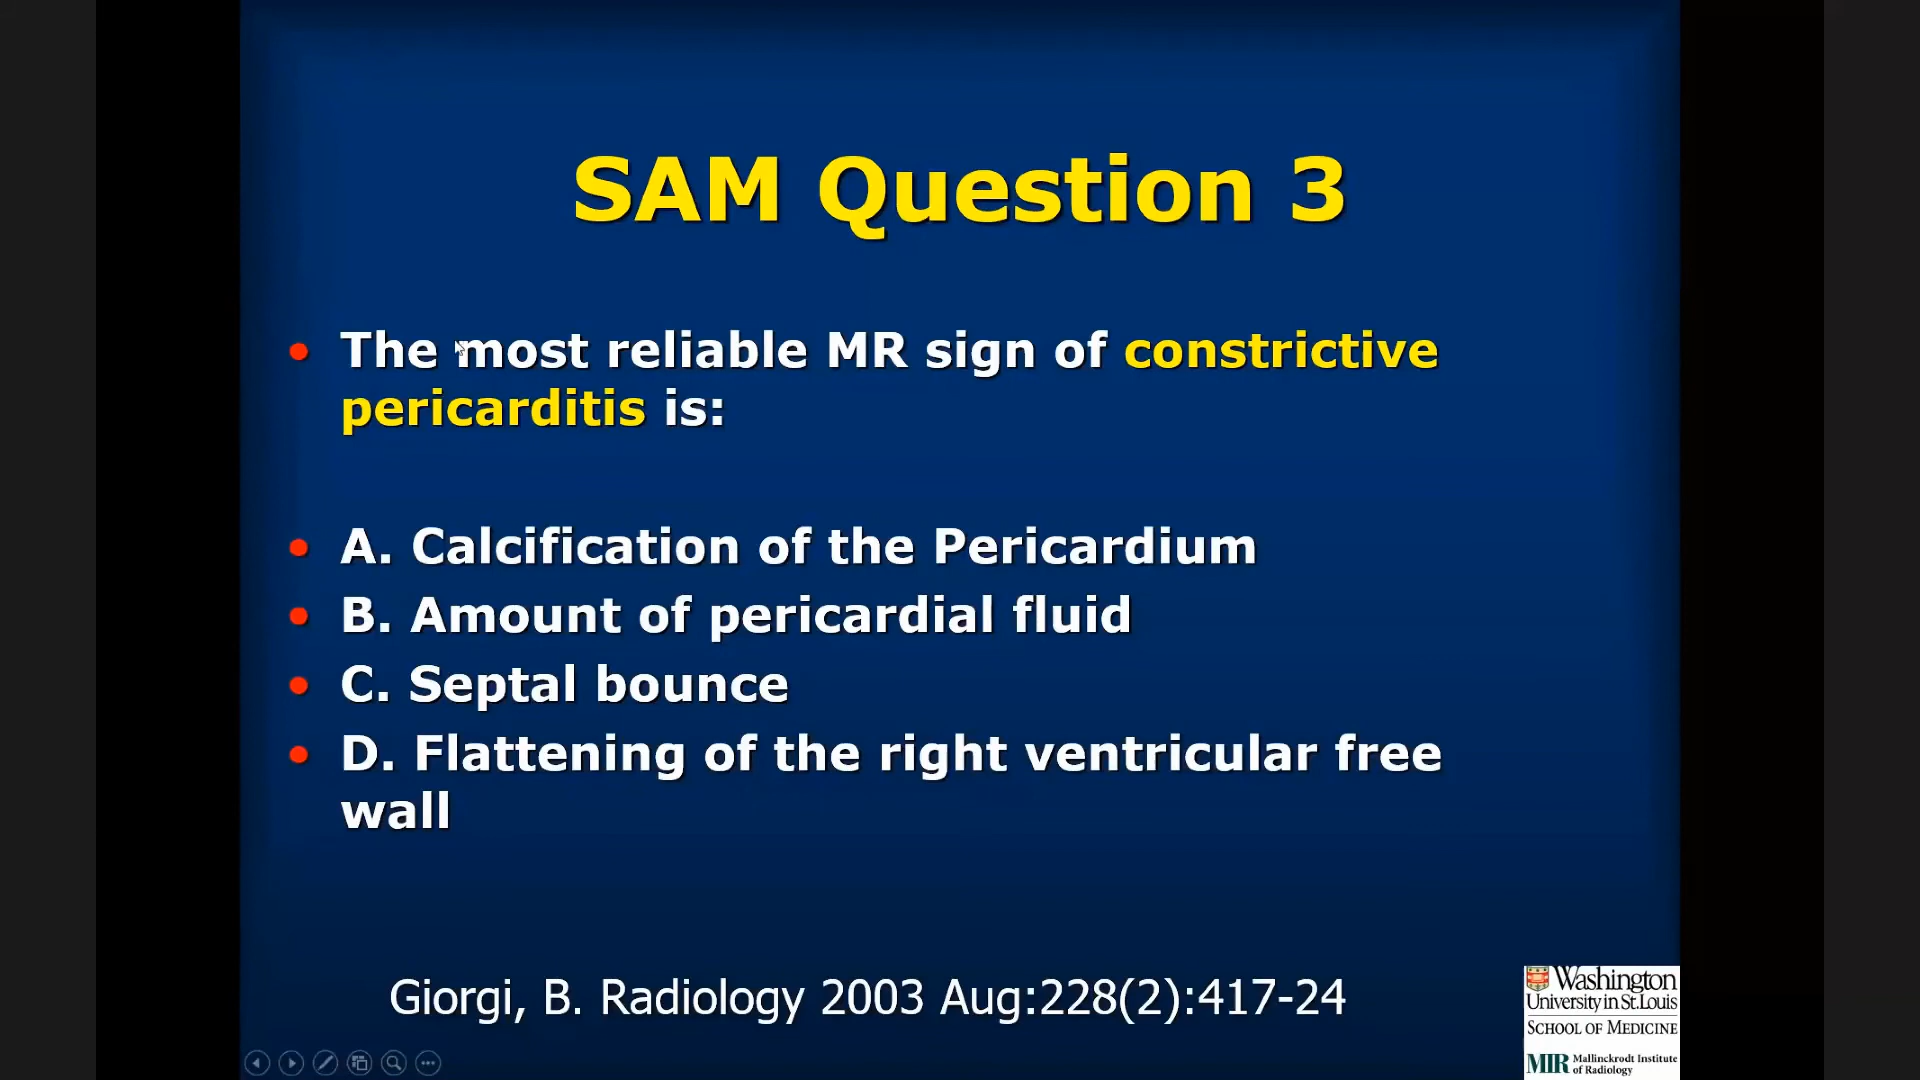 SAM Question 3
• The most reliable MR sign of constrictive
pericarditis is:
• A. Calcification of the Pericardium
• B. Amount of pericardial fluid
• C. Septal bounce
• D. Flattening of the right ventricular free
wall
Giorgi, B. Radiology 2003 Aug:228(2):417-24
Washington
University in St. Louis
SCHOOL OF MEDICINE
MIR Mallinckrodt Institute
of Radiology